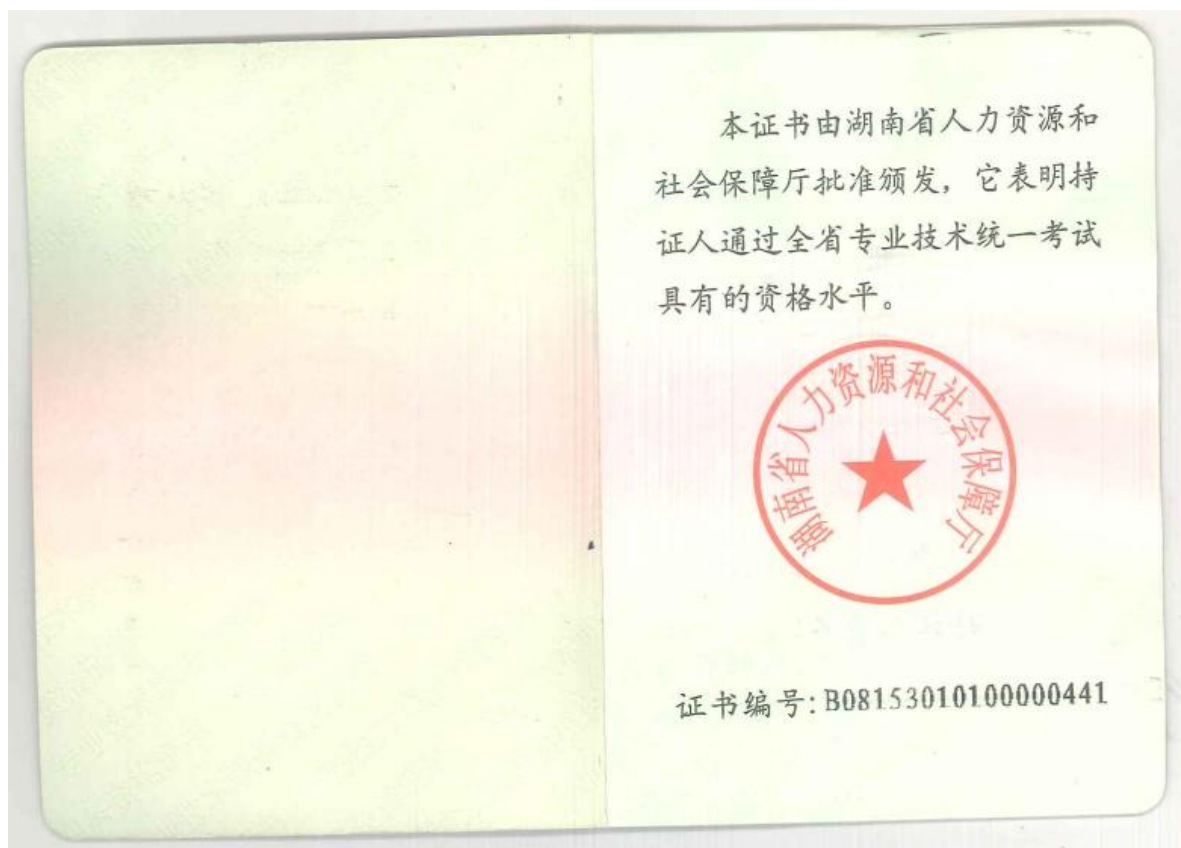 本证书由湖南省人力资源和
社会保障厅批准颁发，它表明持
证人通过全省专业技术统一考试
具有的资格水平。
湖南省人力资源和社会保障厅
证书编号:B08153010100000441